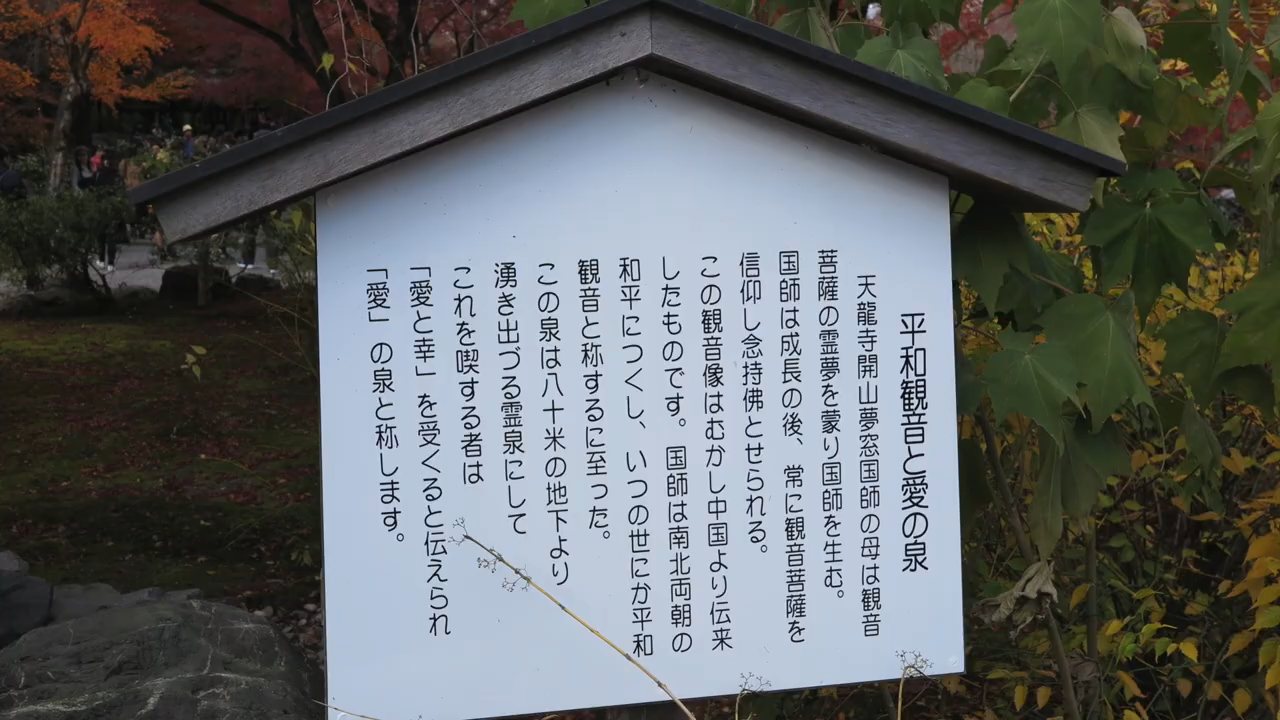 平和観音と愛の泉
天龍寺開山夢窓国師の母は観音
菩薩の霊夢を蒙り国師を生む。
国師は成長の後、常に観音菩薩を
信仰し念持佛とせられる。
この観音像はむかし中国より伝来
したものです。国師は南北両朝の
和平につくし、いつの世にか平和
観音と称するに至った。
この泉は八十米の地下より
湧き出づる霊泉にして
これを喫する者は
「愛と幸」を受くると伝えられ
「愛」の泉と称します。